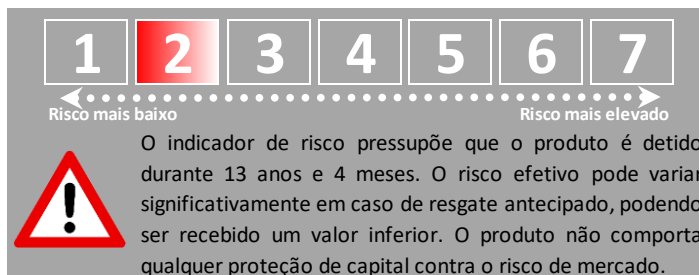 1 2 3 4 5 6 7
Risco mais baixo Risco mais elevado
O indicador de risco pressupõe que o produto é detido
durante 13 anos e 4 meses. O risco efetivo pode variar
significativamente em caso de resgate antecipado, podendo
ser recebido um valor inferior. O produto não comporta
qualquer proteção de capital contra o risco de mercado.